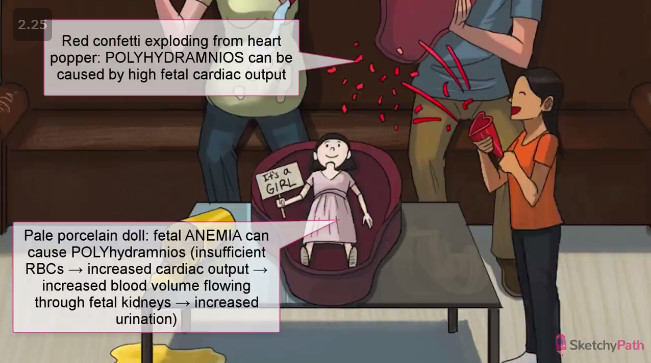 2.25
Red confetti exploding from heart
popper: POLYHYDRAMNIOS can be
caused by high fetal cardiac output
It's a
GIRL
Pale porcelain doll: fetal ANEMIA can
cause POLYhydramnios (insufficient
RBCs → increased cardiac output →
increased blood volume flowing
through fetal kidneys → increased
urination)
SketchyPath